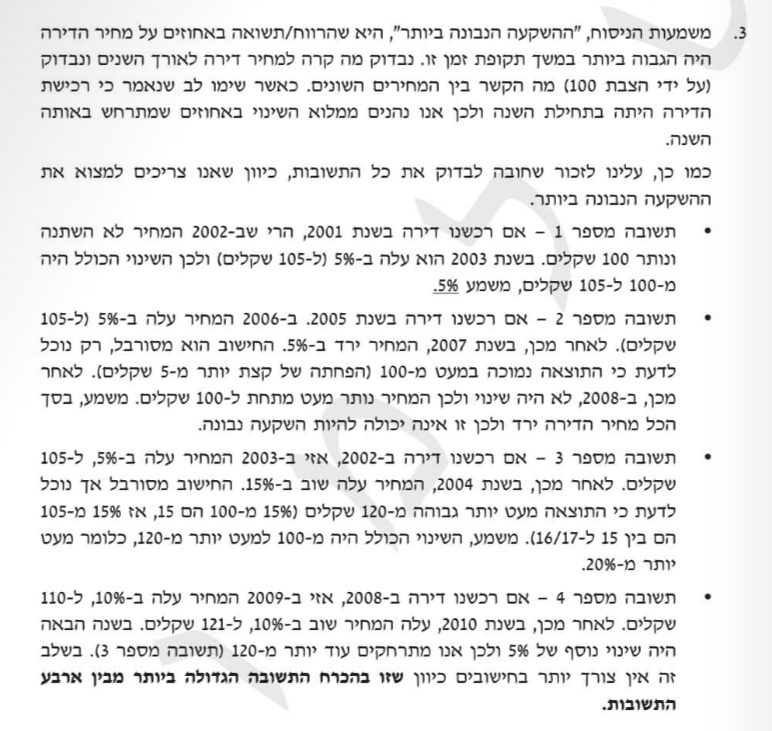 3. משמעות הניסוח, "ההשקעה הנבונה ביותר", היא שהרווח/תשואה באחוזים על מחיר הדירה
היה הגבוה ביותר במשך תקופת זמן זו. נבדוק מה קרה למחיר דירה לאורך השנים ונבדוק
(על ידי הצבת 100) מה הקשר בין המחירים השונים. כאשר שימו לב שנאמר כי רכישת
הדירה היתה בתחילת השנה ולכן אנו נהנים ממלוא השינוי באחוזים שמתרחש באותה
השנה.
כמו כן, עלינו לזכור שחובה לבדוק את כל התשובות, כיוון שאנו צריכים למצוא את
ההשקעה הנבונה ביותר.
• תשובה מספר 1 – אם רכשנו דירה בשנת 2001, הרי שב-2002 המחיר לא השתנה
ונותר 100 שקלים. בשנת 2003 הוא עלה ב-5% (ל-105 שקלים) ולכן השינוי הכולל היה
מ-100 ל-105 שקלים, משמע 5%.
• תשובה מספר 2 – אם רכשנו דירה בשנת 2005. ב-2006 המחיר עלה ב-5% (ל-105
שקלים). לאחר מכן, בשנת 2007, המחיר ירד ב-5%. החישוב הוא מסורבל, רק נוכל
לדעת כי התוצאה נמוכה במעט מ-100 (הפחתה של קצת יותר מ-5 שקלים). לאחר
מכן, ב-2008, לא היה שינוי ולכן המחיר נותר מעט מתחת ל-100 שקלים. משמע, בסך
הכל מחיר הדירה ירד ולכן זו אינה יכולה להיות השקעה נבונה.
• תשובה מספר 3 – אם רכשנו דירה ב-2002, אזי ב-2003 המחיר עלה ב-5%, ל-105
שקלים. לאחר מכן, בשנת 2004, המחיר עלה שוב ב-15%. החישוב מסורבל אך נוכל
לדעת כי התוצאה מעט יותר גבוהה מ-120 שקלים (15% מ-100 הם 15, אז 15% מ-105
הם בין 15 ל-16/17). משמע, השינוי הכולל היה מ-100 למעט יותר מ-120, כלומר מעט
יותר מ-20%.
• תשובה מספר 4 – אם רכשנו דירה ב-2008, אזי ב-2009 המחיר עלה ב-10%, ל-110
שקלים. לאחר מכן, בשנת 2010, עלה המחיר שוב ב-10%, ל-121 שקלים. בשנה הבאה
היה שינוי נוסף של 5% ולכן אנו מתרחקים עוד יותר מ-120 (תשובה מספר 3). בשלב
זה אין צורך יותר בחישובים כיוון שזו בהכרח התשובה הגדולה ביותר מבין ארבע
התשובות.